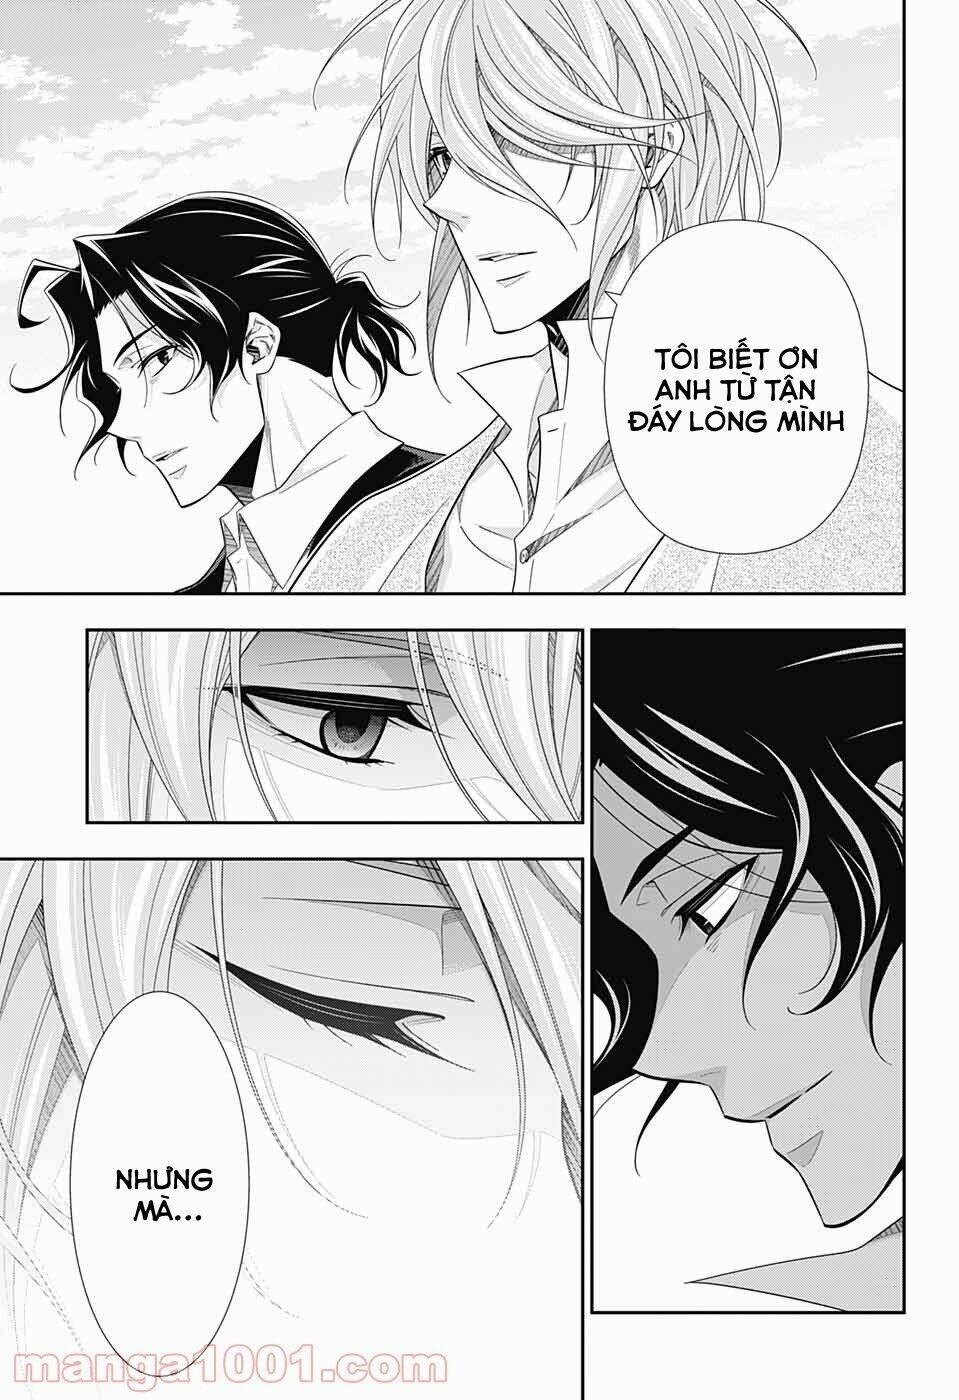 TÔI BIẾT ƠN
ANH TỪ TẬN
ĐÁY LÒNG MÌNH
NHƯNG
MÀ...
manga1001.com